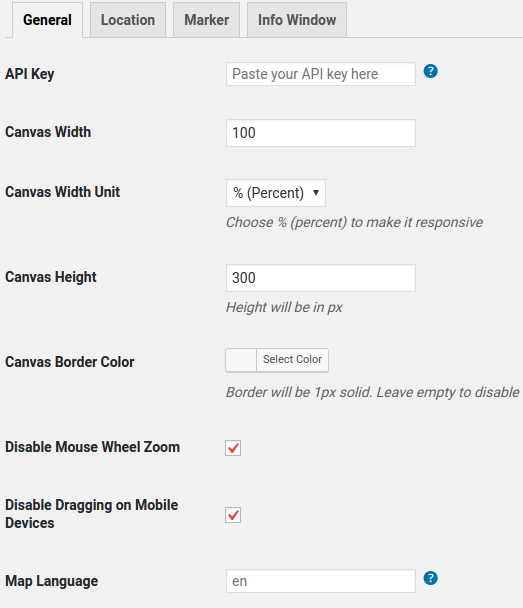 General Location Marker Info Window
API Key Paste your API key here ?
Canvas Width 100
Canvas Width Unit % (Percent)
Choose % (percent) to make it responsive
Canvas Height 300
Height will be in px
Canvas Border Color Select Color
Border will be 1px solid. Leave empty to disable
Disable Mouse Wheel Zoom
Disable Dragging on Mobile
Devices
Map Language en ?